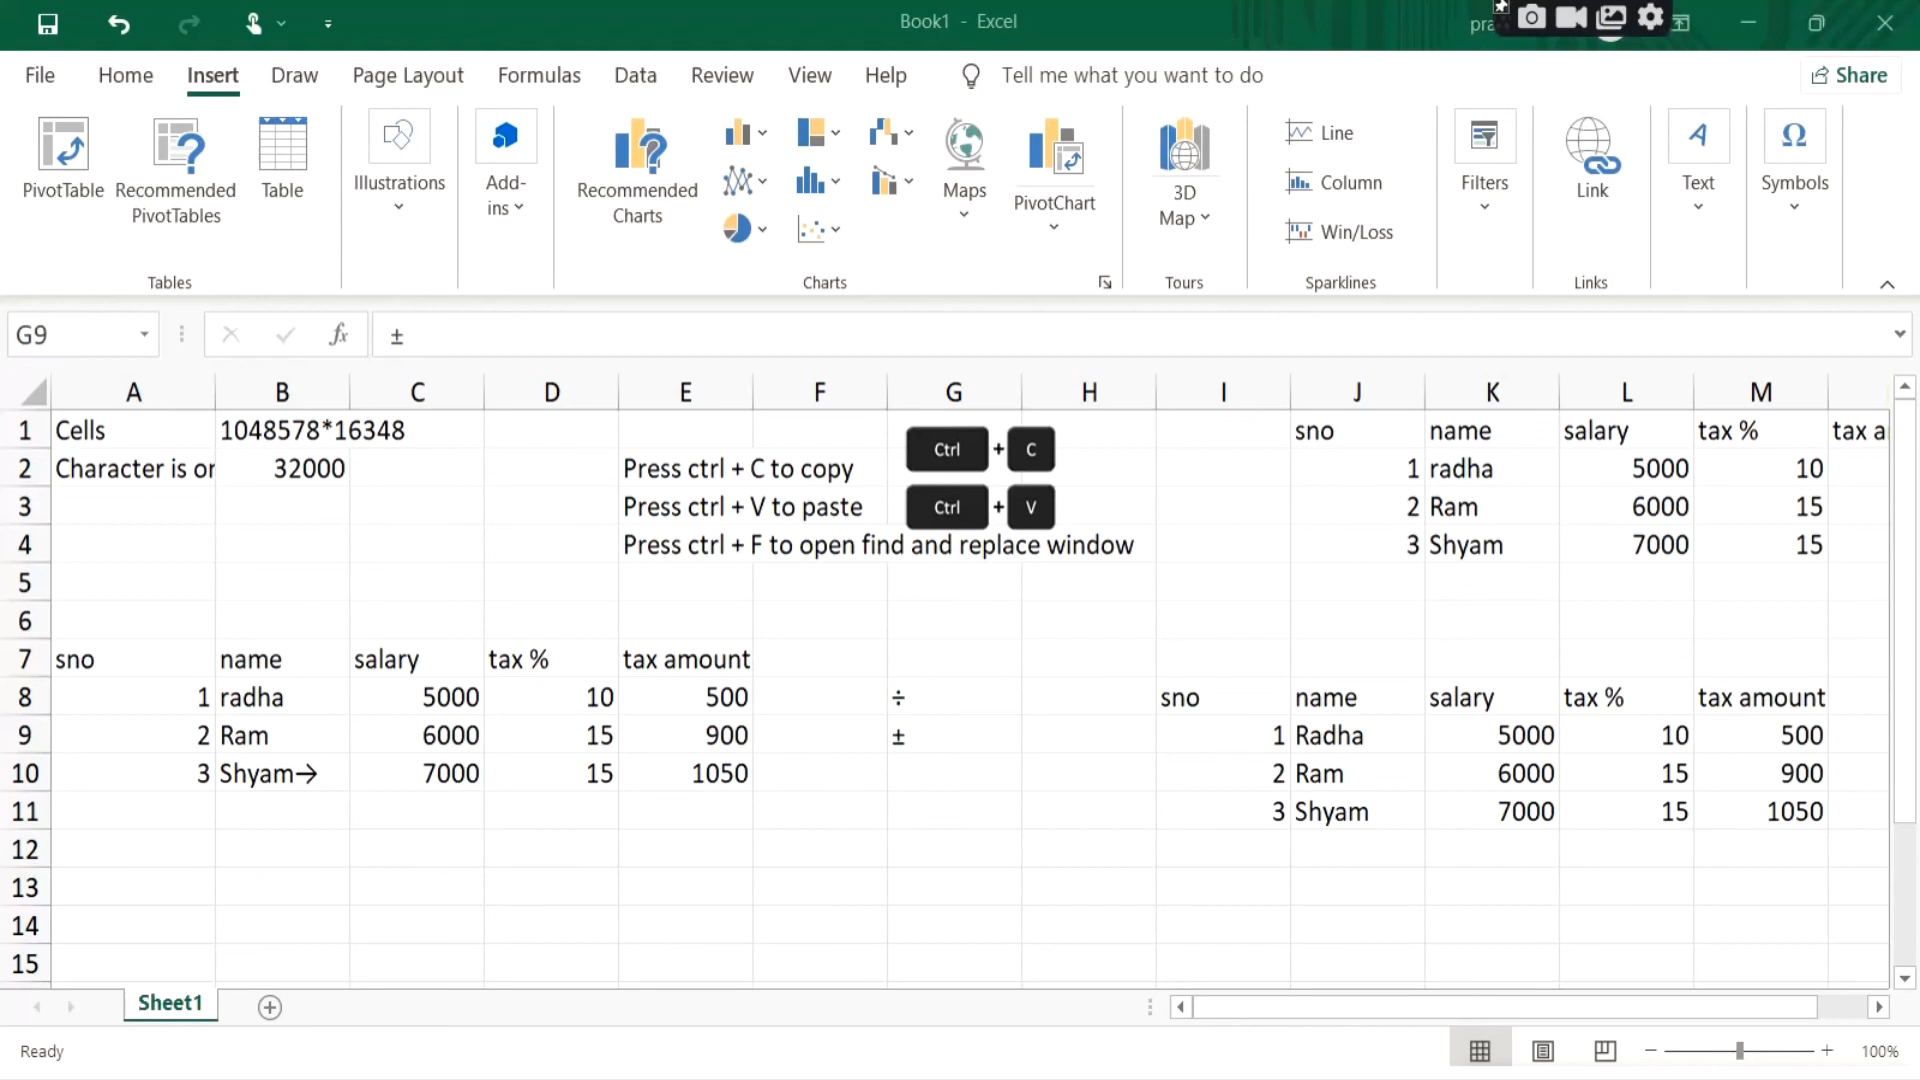 Book1 - Excel
pra
File Home Insert Draw Page Layout Formulas Data Review View Help Tell me what you want to do Share
PivotTable
Recommended
PivotTables
Table
Illustrations
Add-
ins
Recommended
Charts
Maps
PivotChart
3D
Map
Line
Column
Win/Loss
Filters
Link
Text
Symbols
Tables Charts Tours Sparklines Links
G9 fx ±
A B C D E F G H I J K L M
1 Cells 1048578*16348 Ctrl + C sno name salary tax % tax a
2 Character is or 32000 Press ctrl + C to copy 1 radha 5000 10
3 Press ctrl + V to paste Ctrl + V 2 Ram 6000 15
4 Press ctrl + F to open find and replace window 3 Shyam 7000 15
5
6
7 sno name salary tax % tax amount
8 1 radha 5000 10 500 ÷ sno name salary tax % tax amount
9 2 Ram 6000 15 900 ± 1 Radha 5000 10 500
10 3 Shyam→ 7000 15 1050 2 Ram 6000 15 900
11 3 Shyam 7000 15 1050
12
13
14
15
Sheet1
Ready 100%